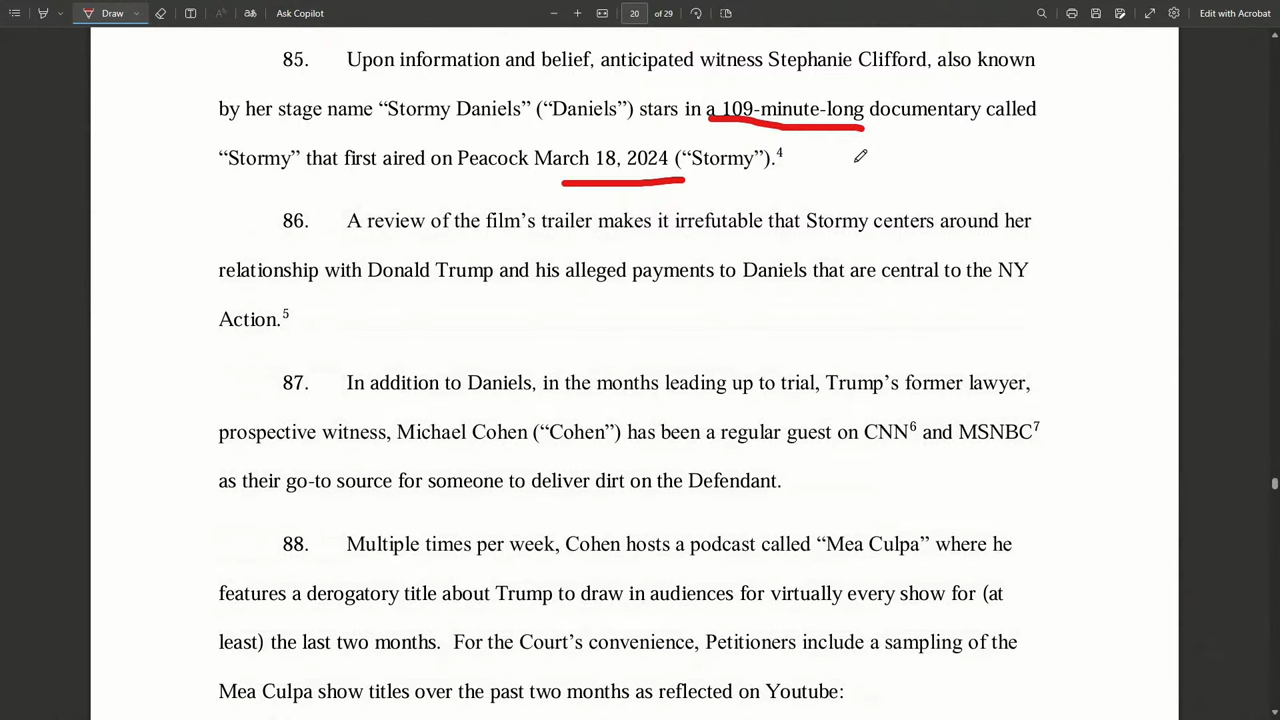 Draw
Ask Copilot
20 of 29
Edit with Acrobat
85. Upon information and belief, anticipated witness Stephanie Clifford, also known
by her stage name “Stormy Daniels” (“Daniels”) stars in a 109-minute-long documentary called
“Stormy” that first aired on Peacock March 18, 2024 (“Stormy”).4
86. A review of the film’s trailer makes it irrefutable that Stormy centers around her
relationship with Donald Trump and his alleged payments to Daniels that are central to the NY
Action.5
87. In addition to Daniels, in the months leading up to trial, Trump’s former lawyer,
prospective witness, Michael Cohen (“Cohen”) has been a regular guest on CNN6 and MSNBC7
as their go-to source for someone to deliver dirt on the Defendant.
88. Multiple times per week, Cohen hosts a podcast called “Mea Culpa” where he
features a derogatory title about Trump to draw in audiences for virtually every show for (at
least) the last two months. For the Court’s convenience, Petitioners include a sampling of the
Mea Culpa show titles over the past two months as reflected on Youtube: